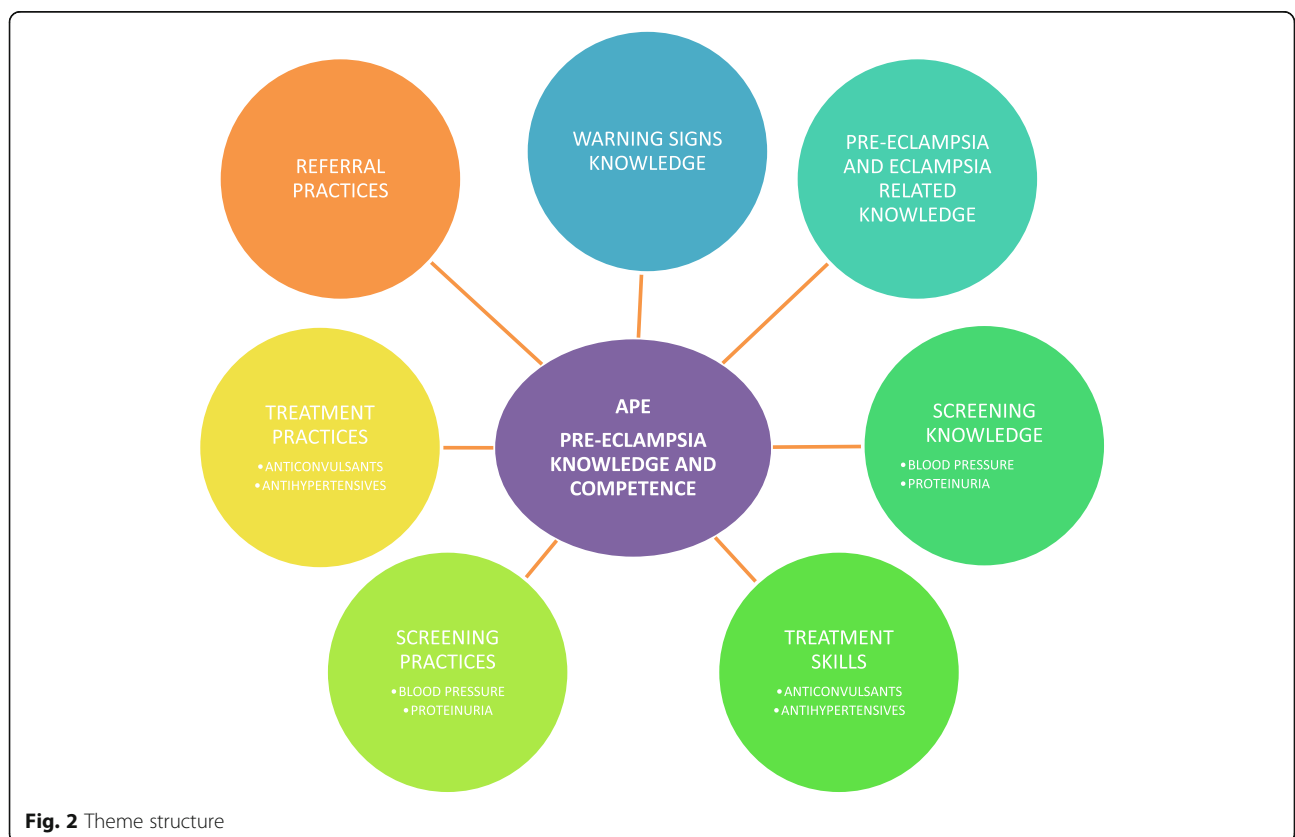 WARNING SIGNS
KNOWLEDGE
PRE-ECLAMPSIA
AND ECLAMPSIA
RELATED
KNOWLEDGE
SCREENING
KNOWLEDGE
• BLOOD PRESSURE
• PROTEINURIA
TREATMENT
SKILLS
• ANTICONVULSANTS
• ANTIHYPERTENSIVES
SCREENING
PRACTICES
• BLOOD PRESSURE
• PROTEINURIA
TREATMENT
PRACTICES
• ANTICONVULSANTS
• ANTIHYPERTENSIVES
REFERRAL
PRACTICES
APE
PRE-ECLAMPSIA
KNOWLEDGE AND
COMPETENCE
Fig. 2 Theme structure